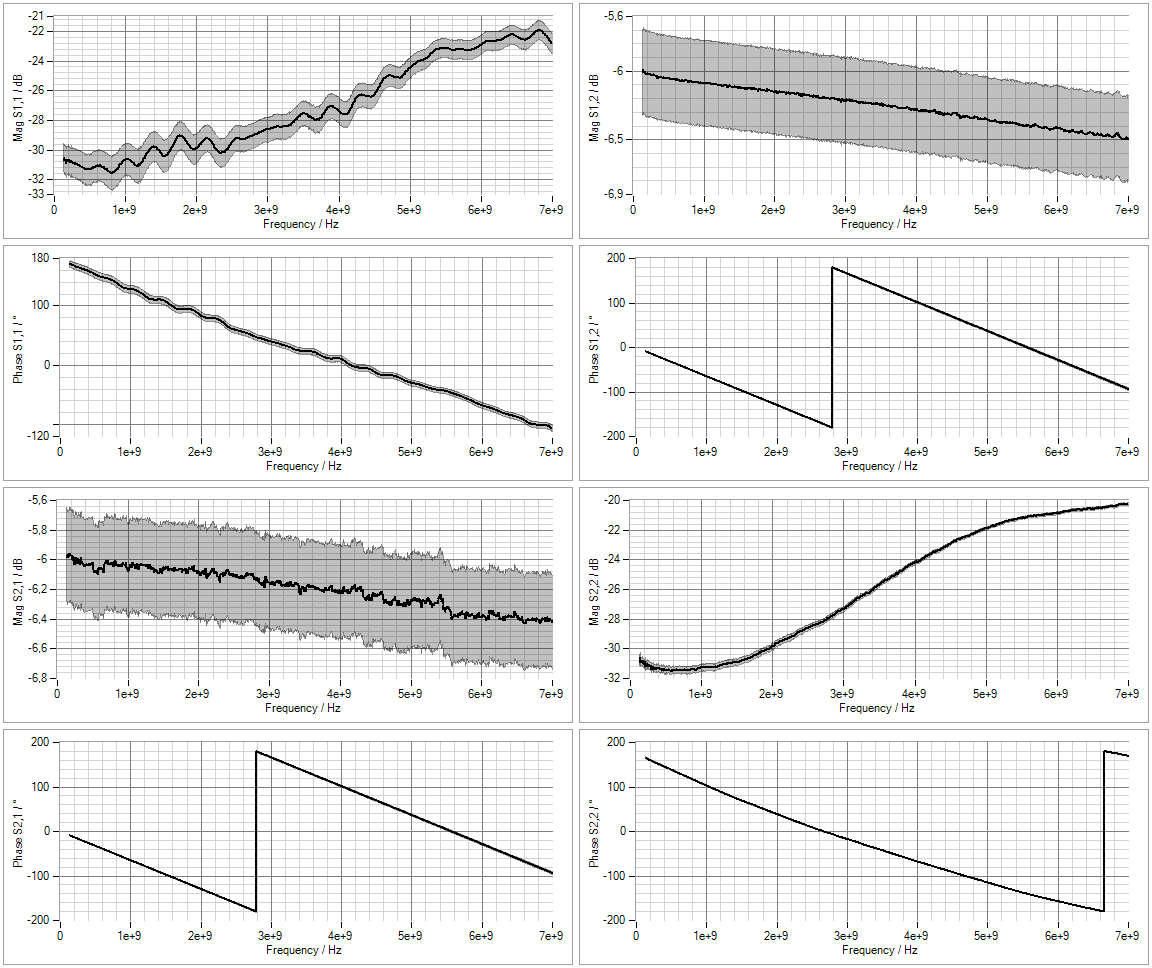 -21
-22
-24
-26
-28
-30
-32
-33
Mag S1,1 / dB
0 1e+9 2e+9 3e+9 4e+9 5e+9 6e+9 7e+9
Frequency / Hz
-5,6
-6
-6,5
-6,9
Mag S1,2 / dB
0 1e+9 2e+9 3e+9 4e+9 5e+9 6e+9 7e+9
Frequency / Hz
180
100
0
-120
Phase S1,1 / °
0 1e+9 2e+9 3e+9 4e+9 5e+9 6e+9 7e+9
Frequency / Hz
200
100
0
-100
-200
Phase S1,2 / °
0 1e+9 2e+9 3e+9 4e+9 5e+9 6e+9 7e+9
Frequency / Hz
-5,6
-5,8
-6
-6,2
-6,4
-6,6
-6,8
Mag S2,1 / dB
0 1e+9 2e+9 3e+9 4e+9 5e+9 6e+9 7e+9
Frequency / Hz
-20
-22
-24
-26
-28
-30
-32
Mag S2,2 / dB
0 1e+9 2e+9 3e+9 4e+9 5e+9 6e+9 7e+9
Frequency / Hz
200
100
0
-100
-200
Phase S2,1 / °
0 1e+9 2e+9 3e+9 4e+9 5e+9 6e+9 7e+9
Frequency / Hz
200
100
0
-100
-200
Phase S2,2 / °
0 1e+9 2e+9 3e+9 4e+9 5e+9 6e+9 7e+9
Frequency / Hz